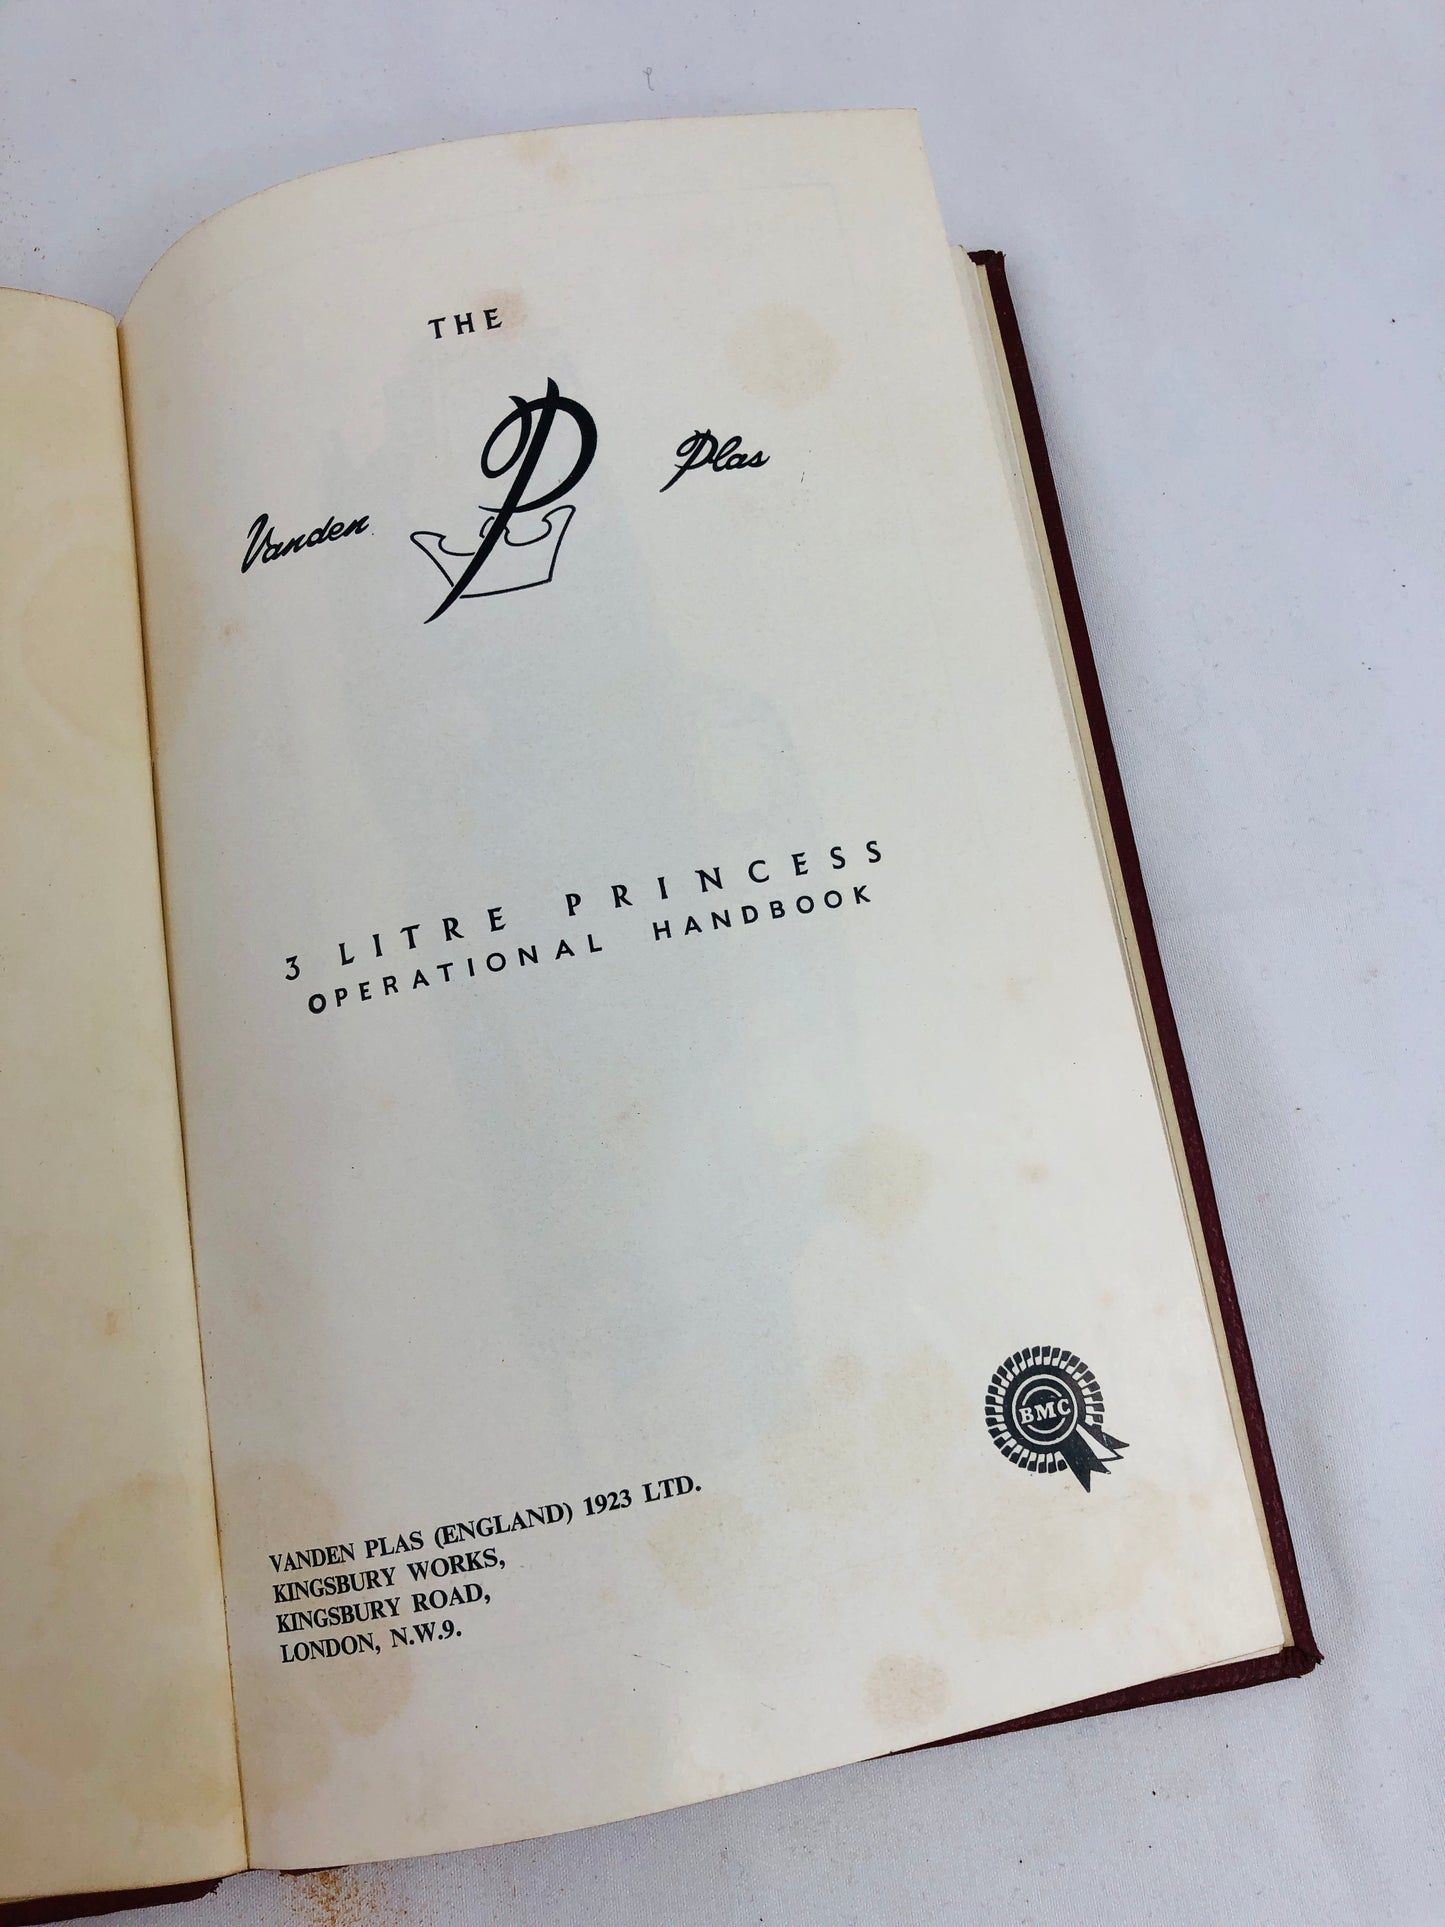 THE
Vanden P Plas
3 LITRE PRINCESS
OPERATIONAL HANDBOOK
BMC
VANDEN PLAS (ENGLAND) 1923 LTD.
KINGSBURY WORKS,
KINGSBURY ROAD,
LONDON, N.W.9.